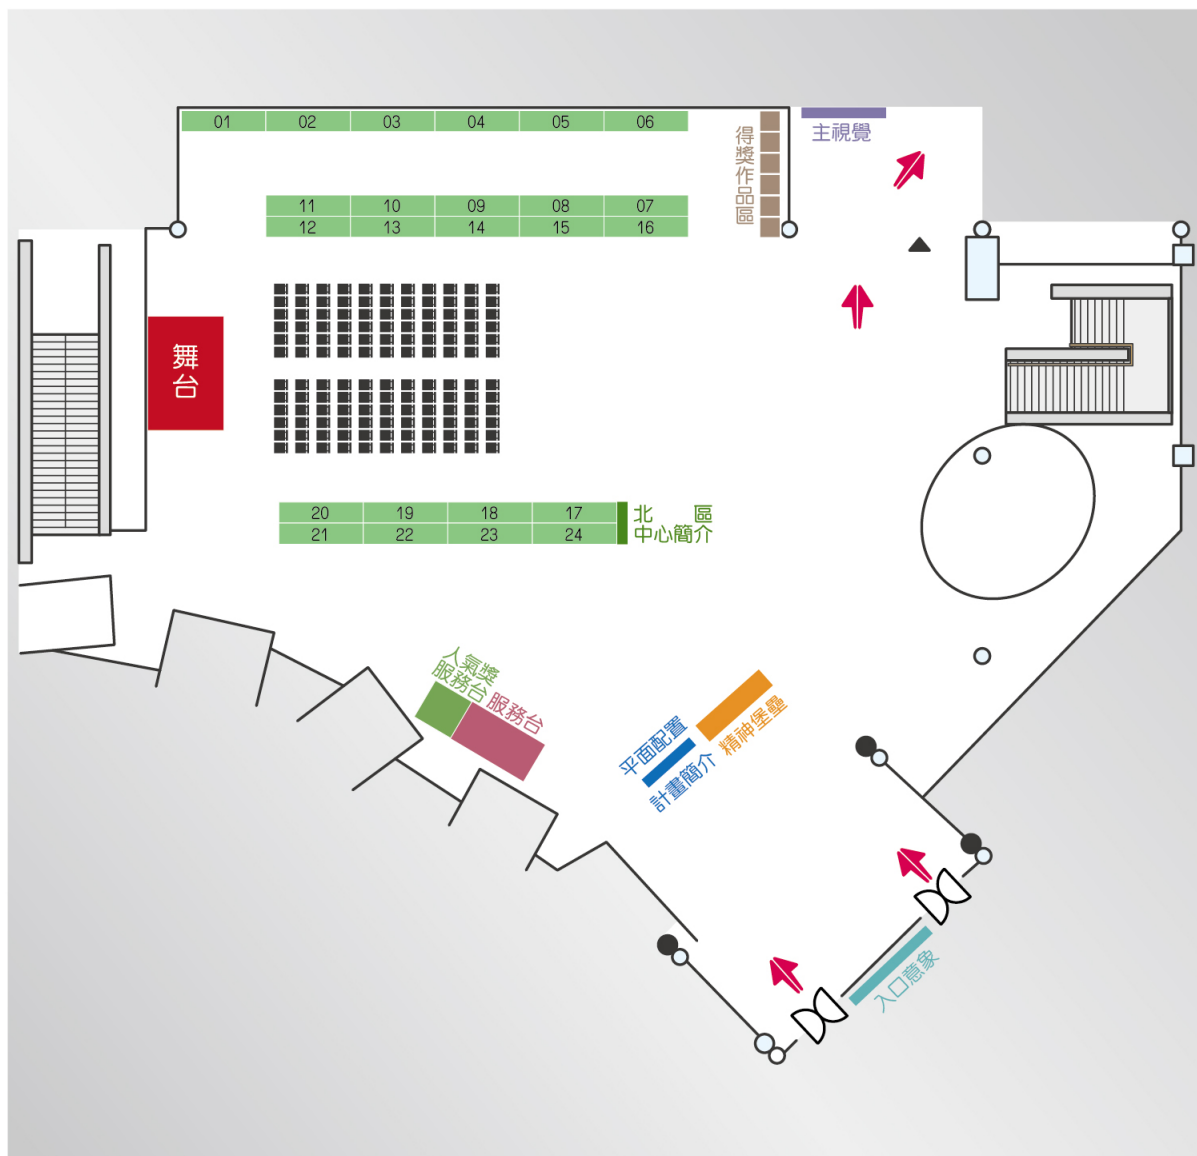 01 02 03 04 05 06
主視覺
得獎作品區
11 10 09 08 07
12 13 14 15 16
舞台
20 19 18 17
21 22 23 24
北 區
中心簡介
人氣獎
服務台
服務台
平面配置
計畫簡介
精神堡壘
入口意象